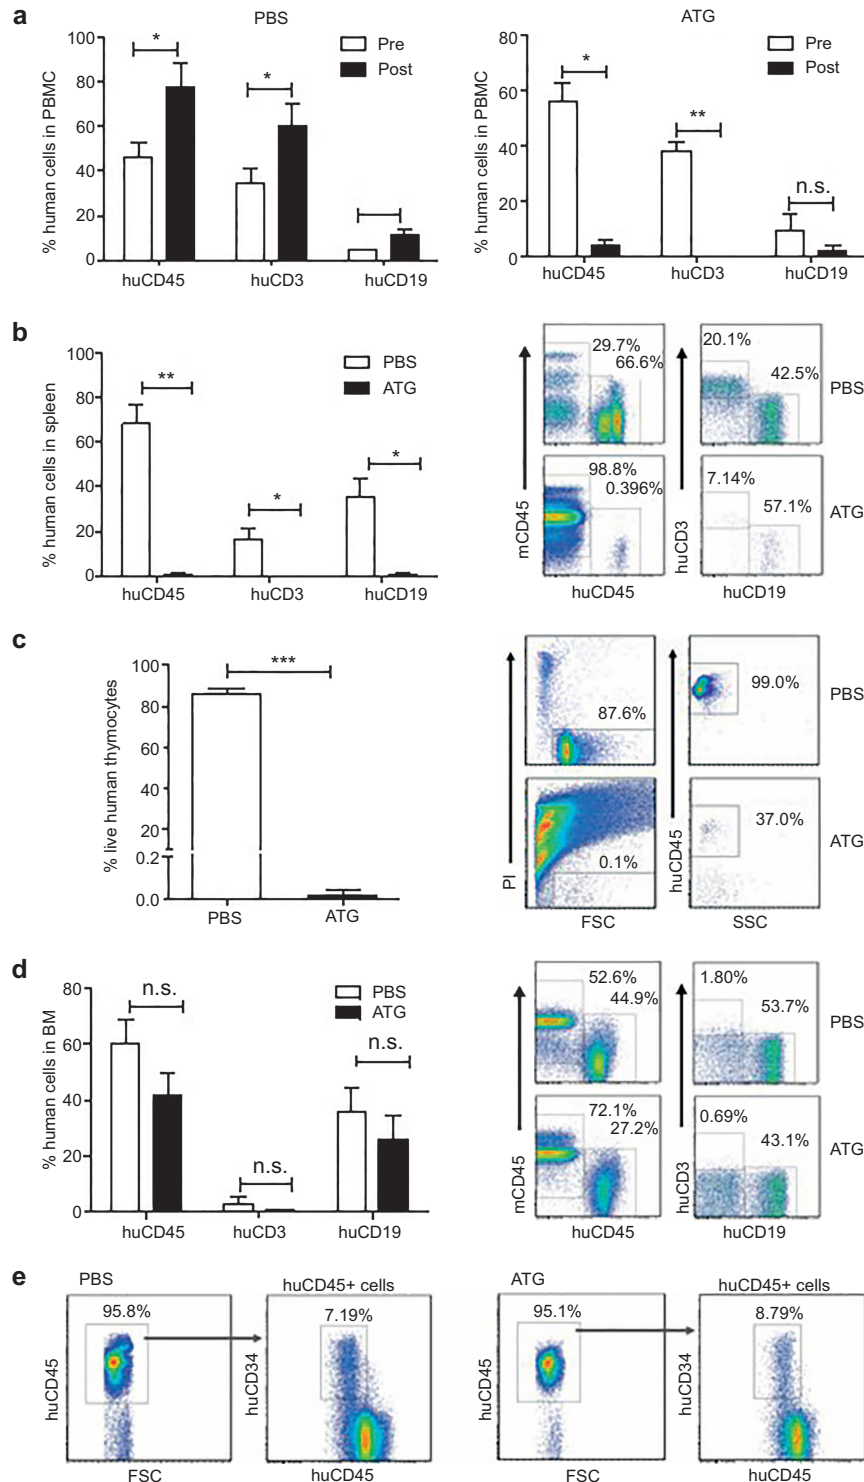 a
PBS
% human cells in PBMC
100
80
60
40
20
0
* * 
Pre
Post
huCD45 huCD3 huCD19
ATG
% human cells in PBMC
80
60
40
20
0
* ** n.s.
Pre
Post
huCD45 huCD3 huCD19
b
% human cells in spleen
100
80
60
40
20
0
** * *
PBS
ATG
huCD45 huCD3 huCD19
29.7%
66.6%
20.1%
42.5%
PBS
98.8%
0.396%
7.14%
57.1%
ATG
mCD45
huCD45
huCD3
huCD19
c
% live human thymocytes
100
80
60
40
20
0.2
0.0
***
PBS ATG
87.6%
99.0%
PBS
0.1%
37.0%
ATG
PI
FSC
huCD45
SSC
d
% human cells in BM
80
60
40
20
0
n.s. n.s. n.s.
PBS
ATG
huCD45 huCD3 huCD19
52.6%
44.9%
1.80%
53.7%
PBS
72.1%
27.2%
0.69%
43.1%
ATG
mCD45
huCD45
huCD3
huCD19
e
PBS
95.8%
huCD45
FSC
huCD45+ cells
7.19%
huCD34
huCD45
ATG
95.1%
huCD45
FSC
huCD45+ cells
8.79%
huCD34
huCD45